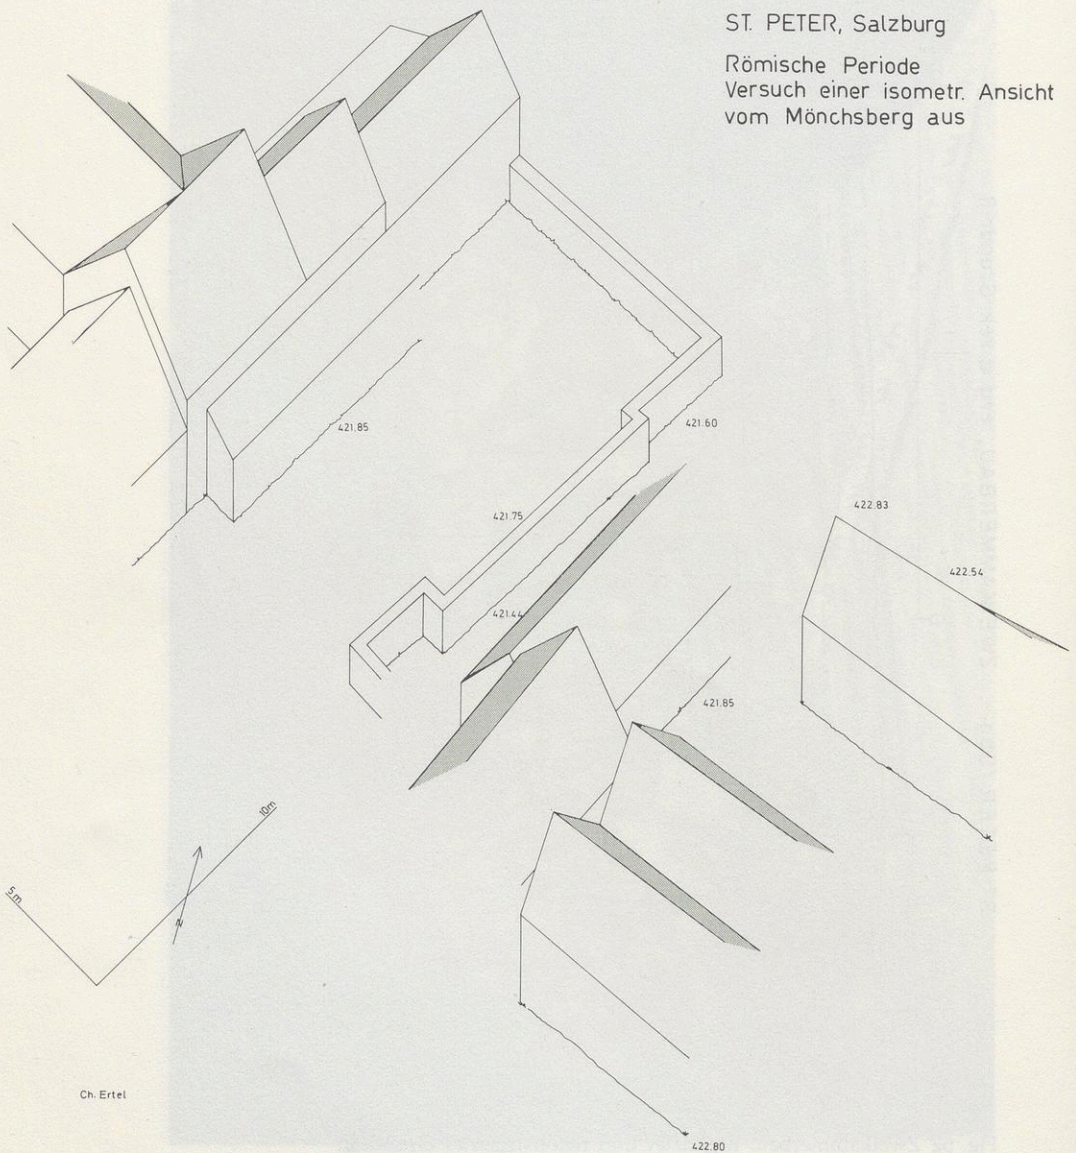 ST. PETER, Salzburg
Römische Periode
Versuch einer isometr. Ansicht
vom Mönchsberg aus
421.85
421.60
421.75
422.83
422.54
421.44
421.85
10m
5m
N
Ch. Ertel
422.80